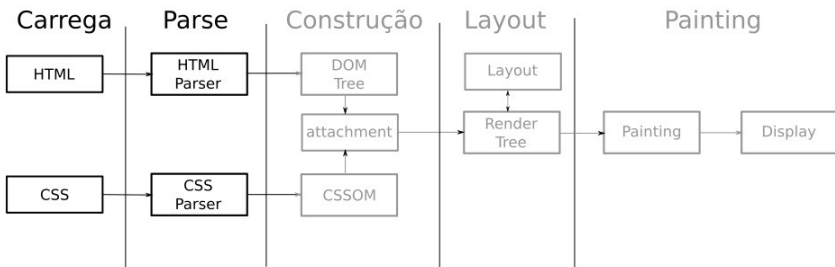 Carrega Parse Construção Layout Painting
HTML
HTML
Parser
DOM
Tree
Layout
attachment
Render
Tree
Painting
Display
CSS
CSS
Parser
CSSOM